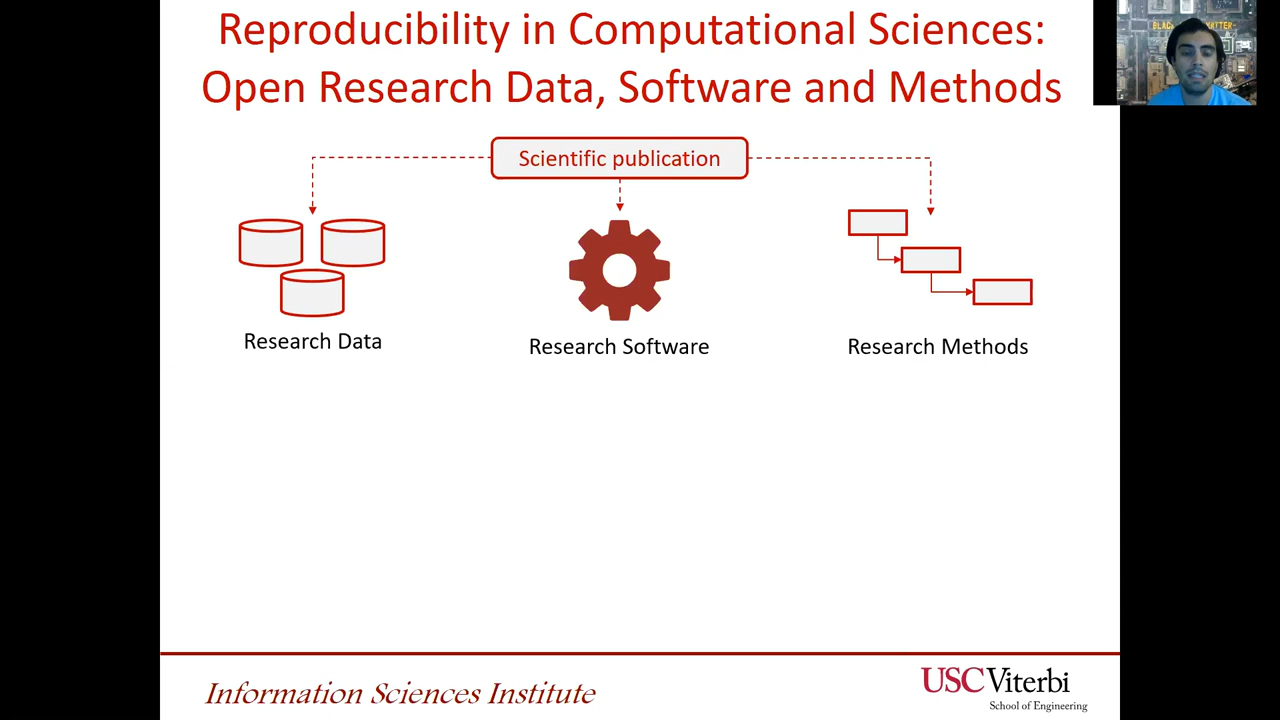 Reproducibility in Computational Sciences:
Open Research Data, Software and Methods
Scientific publication
Research Data
Research Software
Research Methods
Information Sciences Institute
USC Viterbi
School of Engineering